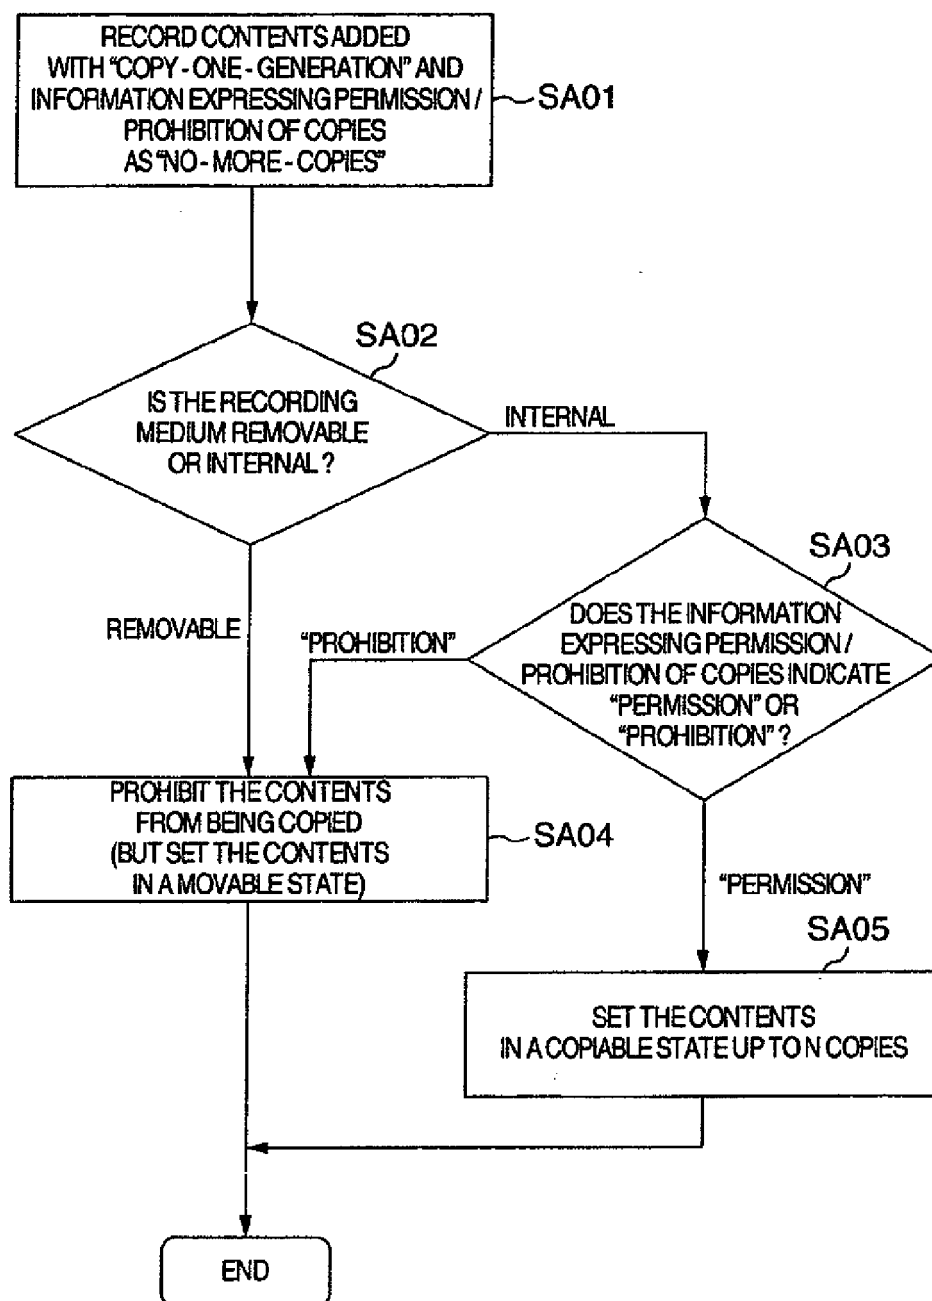 RECORD CONTENTS ADDED
WITH "COPY-ONE-GENERATION" AND
INFORMATION EXPRESSING PERMISSION /
PROHIBITION OF COPIES
AS "NO-MORE-COPIES"
SA01
SA02
IS THE RECORDING
MEDIUM REMOVABLE
OR INTERNAL ?
INTERNAL
SA03
REMOVABLE
"PROHIBITION"
DOES THE INFORMATION
EXPRESSING PERMISSION /
PROHIBITION OF COPIES INDICATE
"PERMISSION" OR
"PROHIBITION" ?
PROHIBIT THE CONTENTS
FROM BEING COPIED
(BUT SET THE CONTENTS
IN A MOVABLE STATE)
SA04
"PERMISSION"
SA05
SET THE CONTENTS
IN A COPIABLE STATE UP TO N COPIES
END